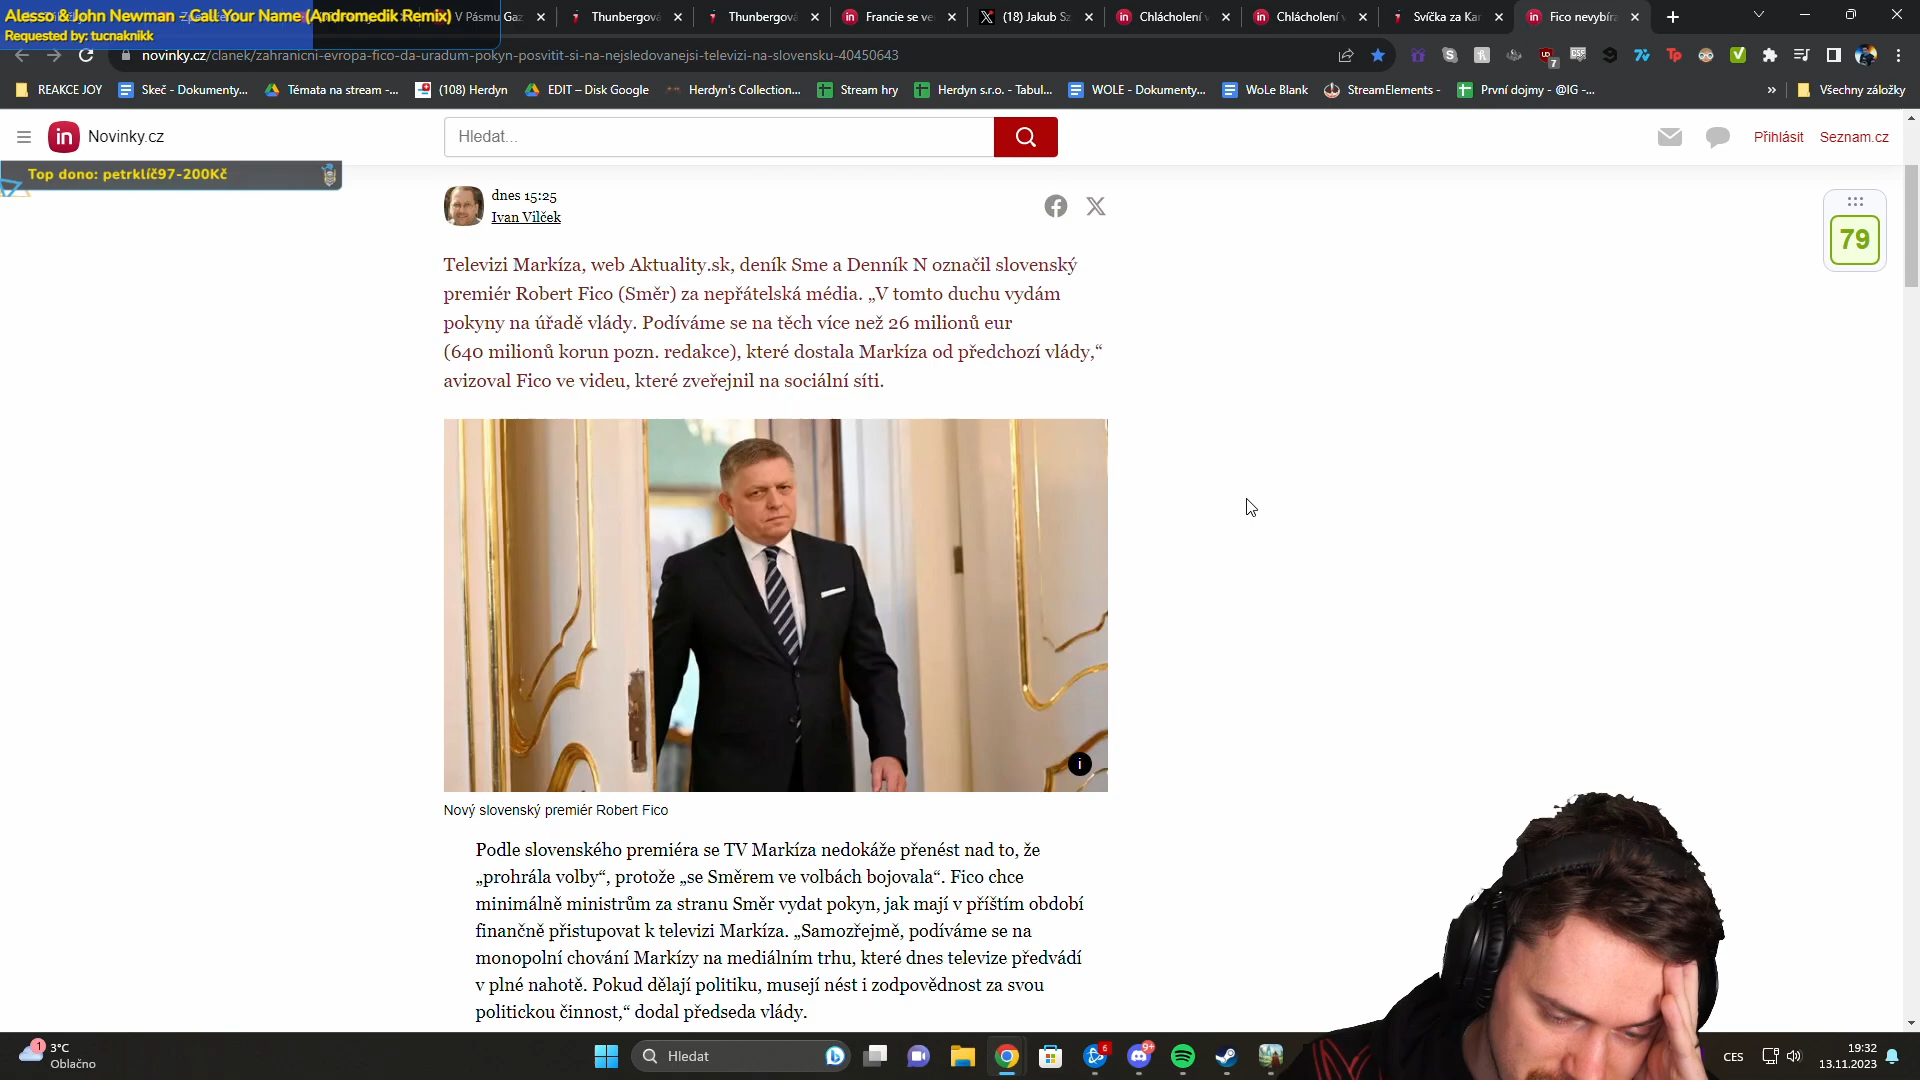 Alesso & John Newman - Call Your Name (Andromedik Remix)
Requested by: tucnaknikk
V Pásmu Gaz
Thunbergová
Thunbergová
Francie se ve
(18) Jakub Sz
Chlácholení v
Chlácholení v
Svíčka za Kar
Fico nevybírá
novinky.cz/clanek/zahranicni-evropa-fico-da-uradum-pokyn-posvitit-si-na-nejsledovanejsi-televizi-na-slovensku-40450643
REAKCE JOY
Skeč - Dokumenty...
Témata na stream -...
(108) Herdyn
EDIT – Disk Google
Herdyn's Collection...
Stream hry
Herdyn s.r.o. - Tabul...
WOLE - Dokumenty...
WoLe Blank
StreamElements -
První dojmy - @IG -...
»
Všechny záložky
Novinky.cz
Hledat...
Přihlásit
Seznam.cz
Top dono: petrklíč97-200Kč
dnes 15:25
Ivan Vilček
79
Televizi Markíza, web Aktuality.sk, deník Sme a Denník N označil slovenský
premiér Robert Fico (Směr) za nepřátelská média. „V tomto duchu vydám
pokyny na úřadě vlády. Podíváme se na těch více než 26 milionů eur
(640 milionů korun pozn. redakce), které dostala Markíza od předchozí vlády,“
avizoval Fico ve videu, které zveřejnil na sociální síti.
Nový slovenský premiér Robert Fico
Podle slovenského premiéra se TV Markíza nedokáže přenést nad to, že
„prohrála volby“, protože „se Směrem ve volbách bojovala“. Fico chce
minimálně ministrům za stranu Směr vydat pokyn, jak mají v příštím období
finančně přistupovat k televizi Markíza. „Samozřejmě, podíváme se na
monopolní chování Markízy na mediálním trhu, které dnes televize předvádí
v plné nahotě. Pokud dělají politiku, musejí nést i zodpovědnost za svou
politickou činnost,“ dodal předseda vlády.
1
3°C
Oblačno
Hledat
6
9+
CES
19:32
13.11.2023